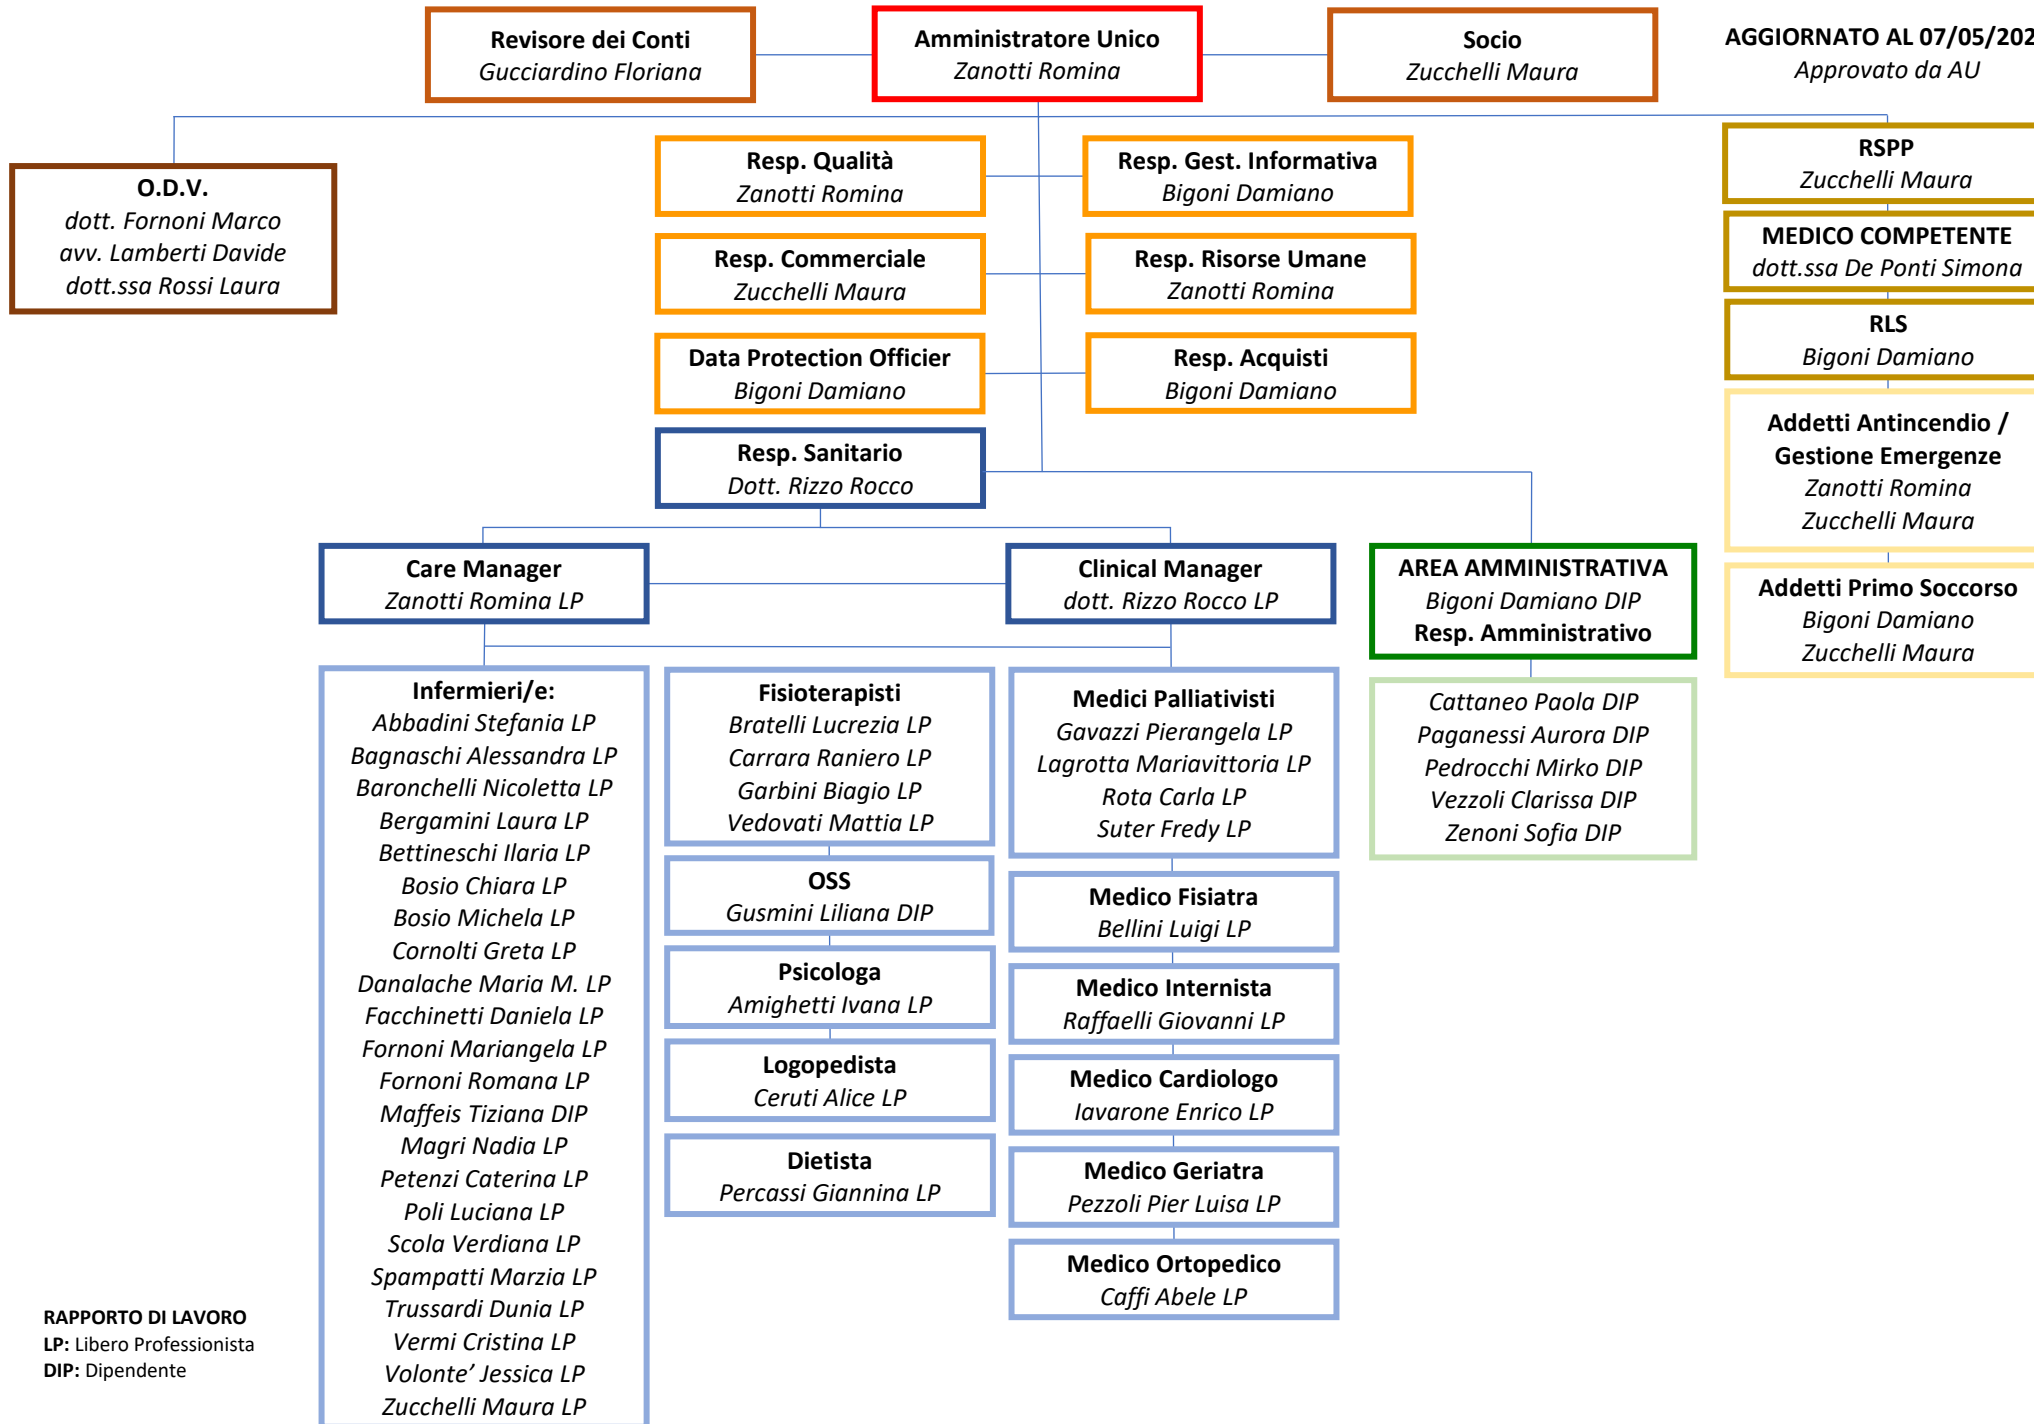 Revisore dei Conti
Gucciardino Floriana
Amministratore Unico
Zanotti Romina
Socio
Zucchelli Maura
AGGIORNATO AL 07/05/202
Approvato da AU
O.D.V.
dott. Fornoni Marco
avv. Lamberti Davide
dott.ssa Rossi Laura
Resp. Qualità
Zanotti Romina
Resp. Gest. Informativa
Bigoni Damiano
Resp. Commerciale
Zucchelli Maura
Resp. Risorse Umane
Zanotti Romina
Data Protection Officier
Bigoni Damiano
Resp. Acquisti
Bigoni Damiano
RSPP
Zucchelli Maura
MEDICO COMPETENTE
dott.ssa De Ponti Simona
RLS
Bigoni Damiano
Addetti Antincendio /
Gestione Emergenze
Zanotti Romina
Zucchelli Maura
Addetti Primo Soccorso
Bigoni Damiano
Zucchelli Maura
Resp. Sanitario
Dott. Rizzo Rocco
Care Manager
Zanotti Romina LP
Clinical Manager
dott. Rizzo Rocco LP
AREA AMMINISTRATIVA
Bigoni Damiano DIP
Resp. Amministrativo
Infermieri/e:
Abbadini Stefania LP
Bagnaschi Alessandra LP
Baronchelli Nicoletta LP
Bergamini Laura LP
Bettineschi Ilaria LP
Bosio Chiara LP
Bosio Michela LP
Cornolti Greta LP
Danalache Maria M. LP
Facchinetti Daniela LP
Fornoni Mariangela LP
Fornoni Romana LP
Maffeis Tiziana DIP
Magri Nadia LP
Petenzi Caterina LP
Poli Luciana LP
Scola Verdiana LP
Spampatti Marzia LP
Trussardi Dunia LP
Vermi Cristina LP
Volonte’ Jessica LP
Zucchelli Maura LP
Fisioterapisti
Bratelli Lucrezia LP
Carrara Raniero LP
Garbini Biagio LP
Vedovati Mattia LP
OSS
Gusmini Liliana DIP
Psicologa
Amighetti Ivana LP
Logopedista
Ceruti Alice LP
Dietista
Percassi Giannina LP
Medici Palliativisti
Gavazzi Pierangela LP
Lagrotta Mariavittoria LP
Rota Carla LP
Suter Fredy LP
Medico Fisiatra
Bellini Luigi LP
Medico Internista
Raffaelli Giovanni LP
Medico Cardiologo
Iavarone Enrico LP
Medico Geriatra
Pezzoli Pier Luisa LP
Medico Ortopedico
Caffi Abele LP
Cattaneo Paola DIP
Paganessi Aurora DIP
Pedrocchi Mirko DIP
Vezzoli Clarissa DIP
Zenoni Sofia DIP
RAPPORTO DI LAVORO
LP: Libero Professionista
DIP: Dipendente